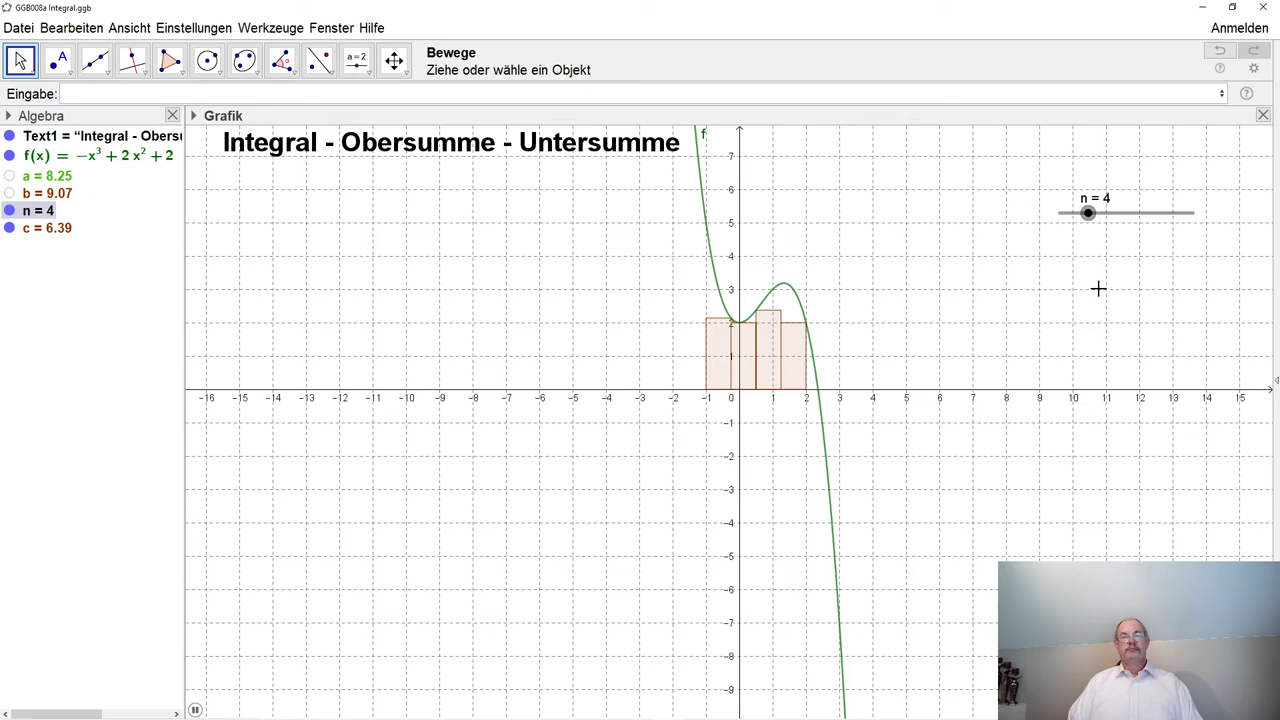 GGB008a Integral.ggb
Datei Bearbeiten Ansicht Einstellungen Werkzeuge Fenster Hilfe
Anmelden
A
a=2
Bewege
Ziehe oder wähle ein Objekt
Eingabe:
Algebra
Grafik
Text1 = “Integral - Obersu
f(x) = −x³ + 2 x² + 2
a = 8.25
b = 9.07
n = 4
c = 6.39
Integral - Obersumme - Untersumme
f
n = 4
7
6
5
4
3
2
1
−16 −15 −14 −13 −12 −11 −10 −9 −8 −7 −6 −5 −4 −3 −2 −1 0 1 2 3 4 5 6 7 8 9 10 11 12 13 14 15
−1
−2
−3
−4
−5
−6
−7
−8
−9